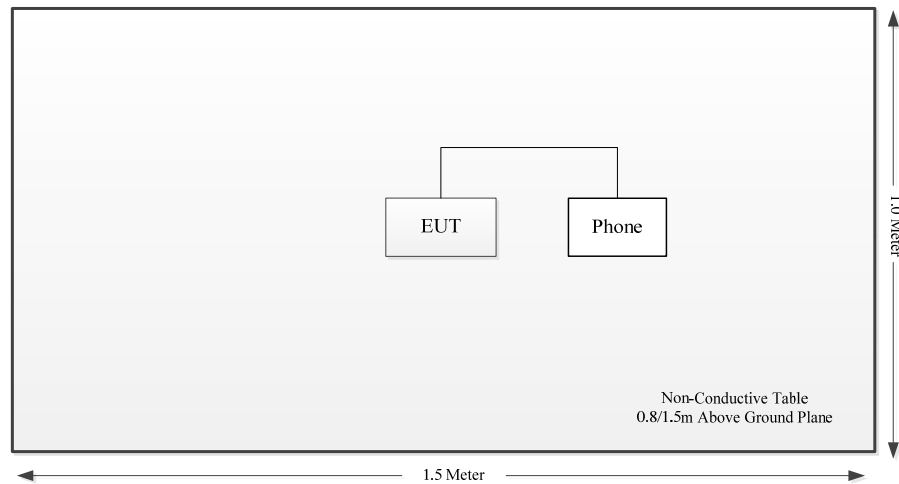 EUT
Phone
1.0 Meter
Non-Conductive Table
0.8/1.5m Above Ground Plane
1.5 Meter